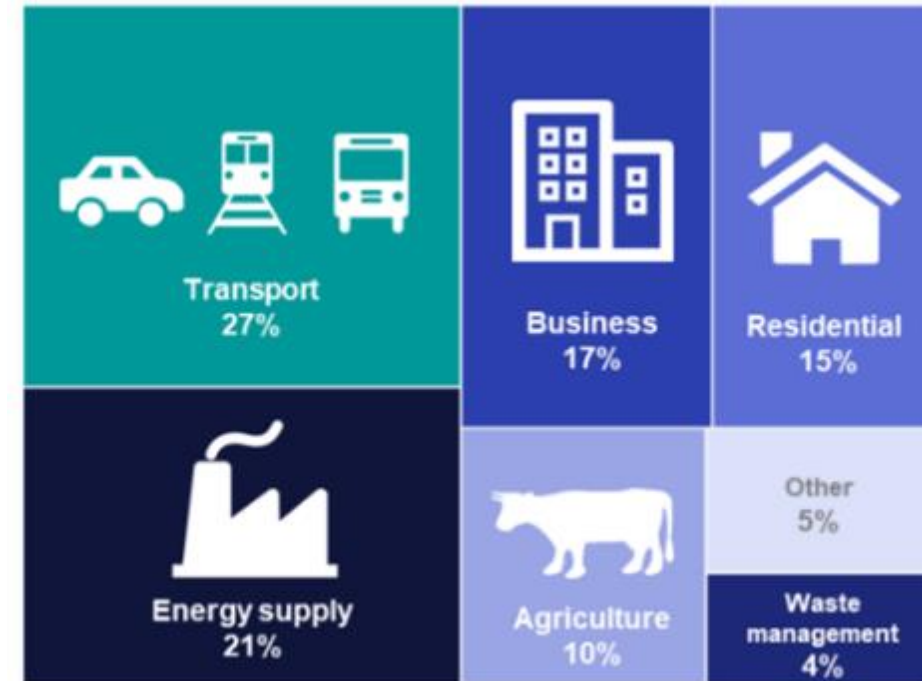 Transport
27%
Business
17%
Residential
15%
Energy supply
21%
Agriculture
10%
Other
5%
Waste
management
4%